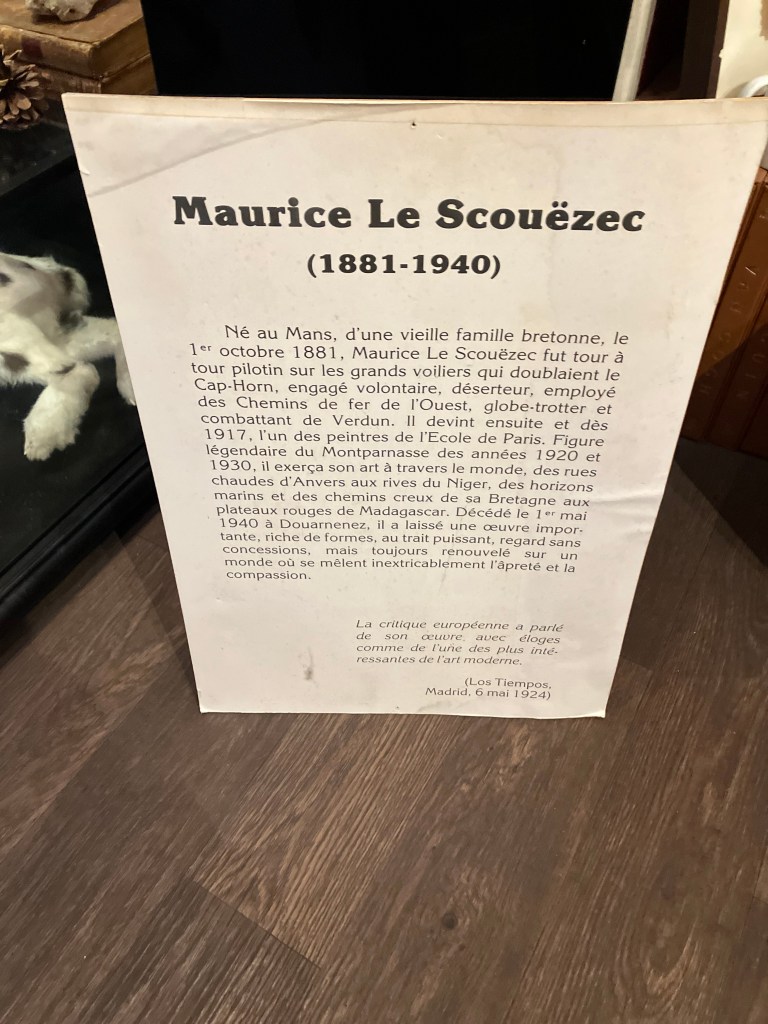 Maurice Le Scouëzec
(1881-1940)
Né au Mans, d'une vieille famille bretonne, le
1er octobre 1881, Maurice Le Scouëzec fut tour à
tour pilotin sur les grands voiliers qui doublaient le
Cap-Horn, engagé volontaire, déserteur, employé
des Chemins de fer de l'Ouest, globe-trotter et
combattant de Verdun. Il devint ensuite et dès
1917, l'un des peintres de l'Ecole de Paris. Figure
légendaire du Montparnasse des années 1920 et
1930, il exerça son art à travers le monde, des rues
chaudes d'Anvers aux rives du Niger, des horizons
marins et des chemins creux de sa Bretagne aux
plateaux rouges de Madagascar. Décédé le 1er mai
1940 à Douarnenez, il a laissé une œuvre impor-
tante, riche de formes, au trait puissant, regard sans
concessions, mais toujours renouvelé sur un
monde où se mêlent inextricablement l'âpreté et la
compassion.
La critique européenne a parlé
de son œuvre avec éloges
comme de l'une des plus inté-
ressantes de l'art moderne.
(Los Tiempos,
Madrid, 6 mai 1924)